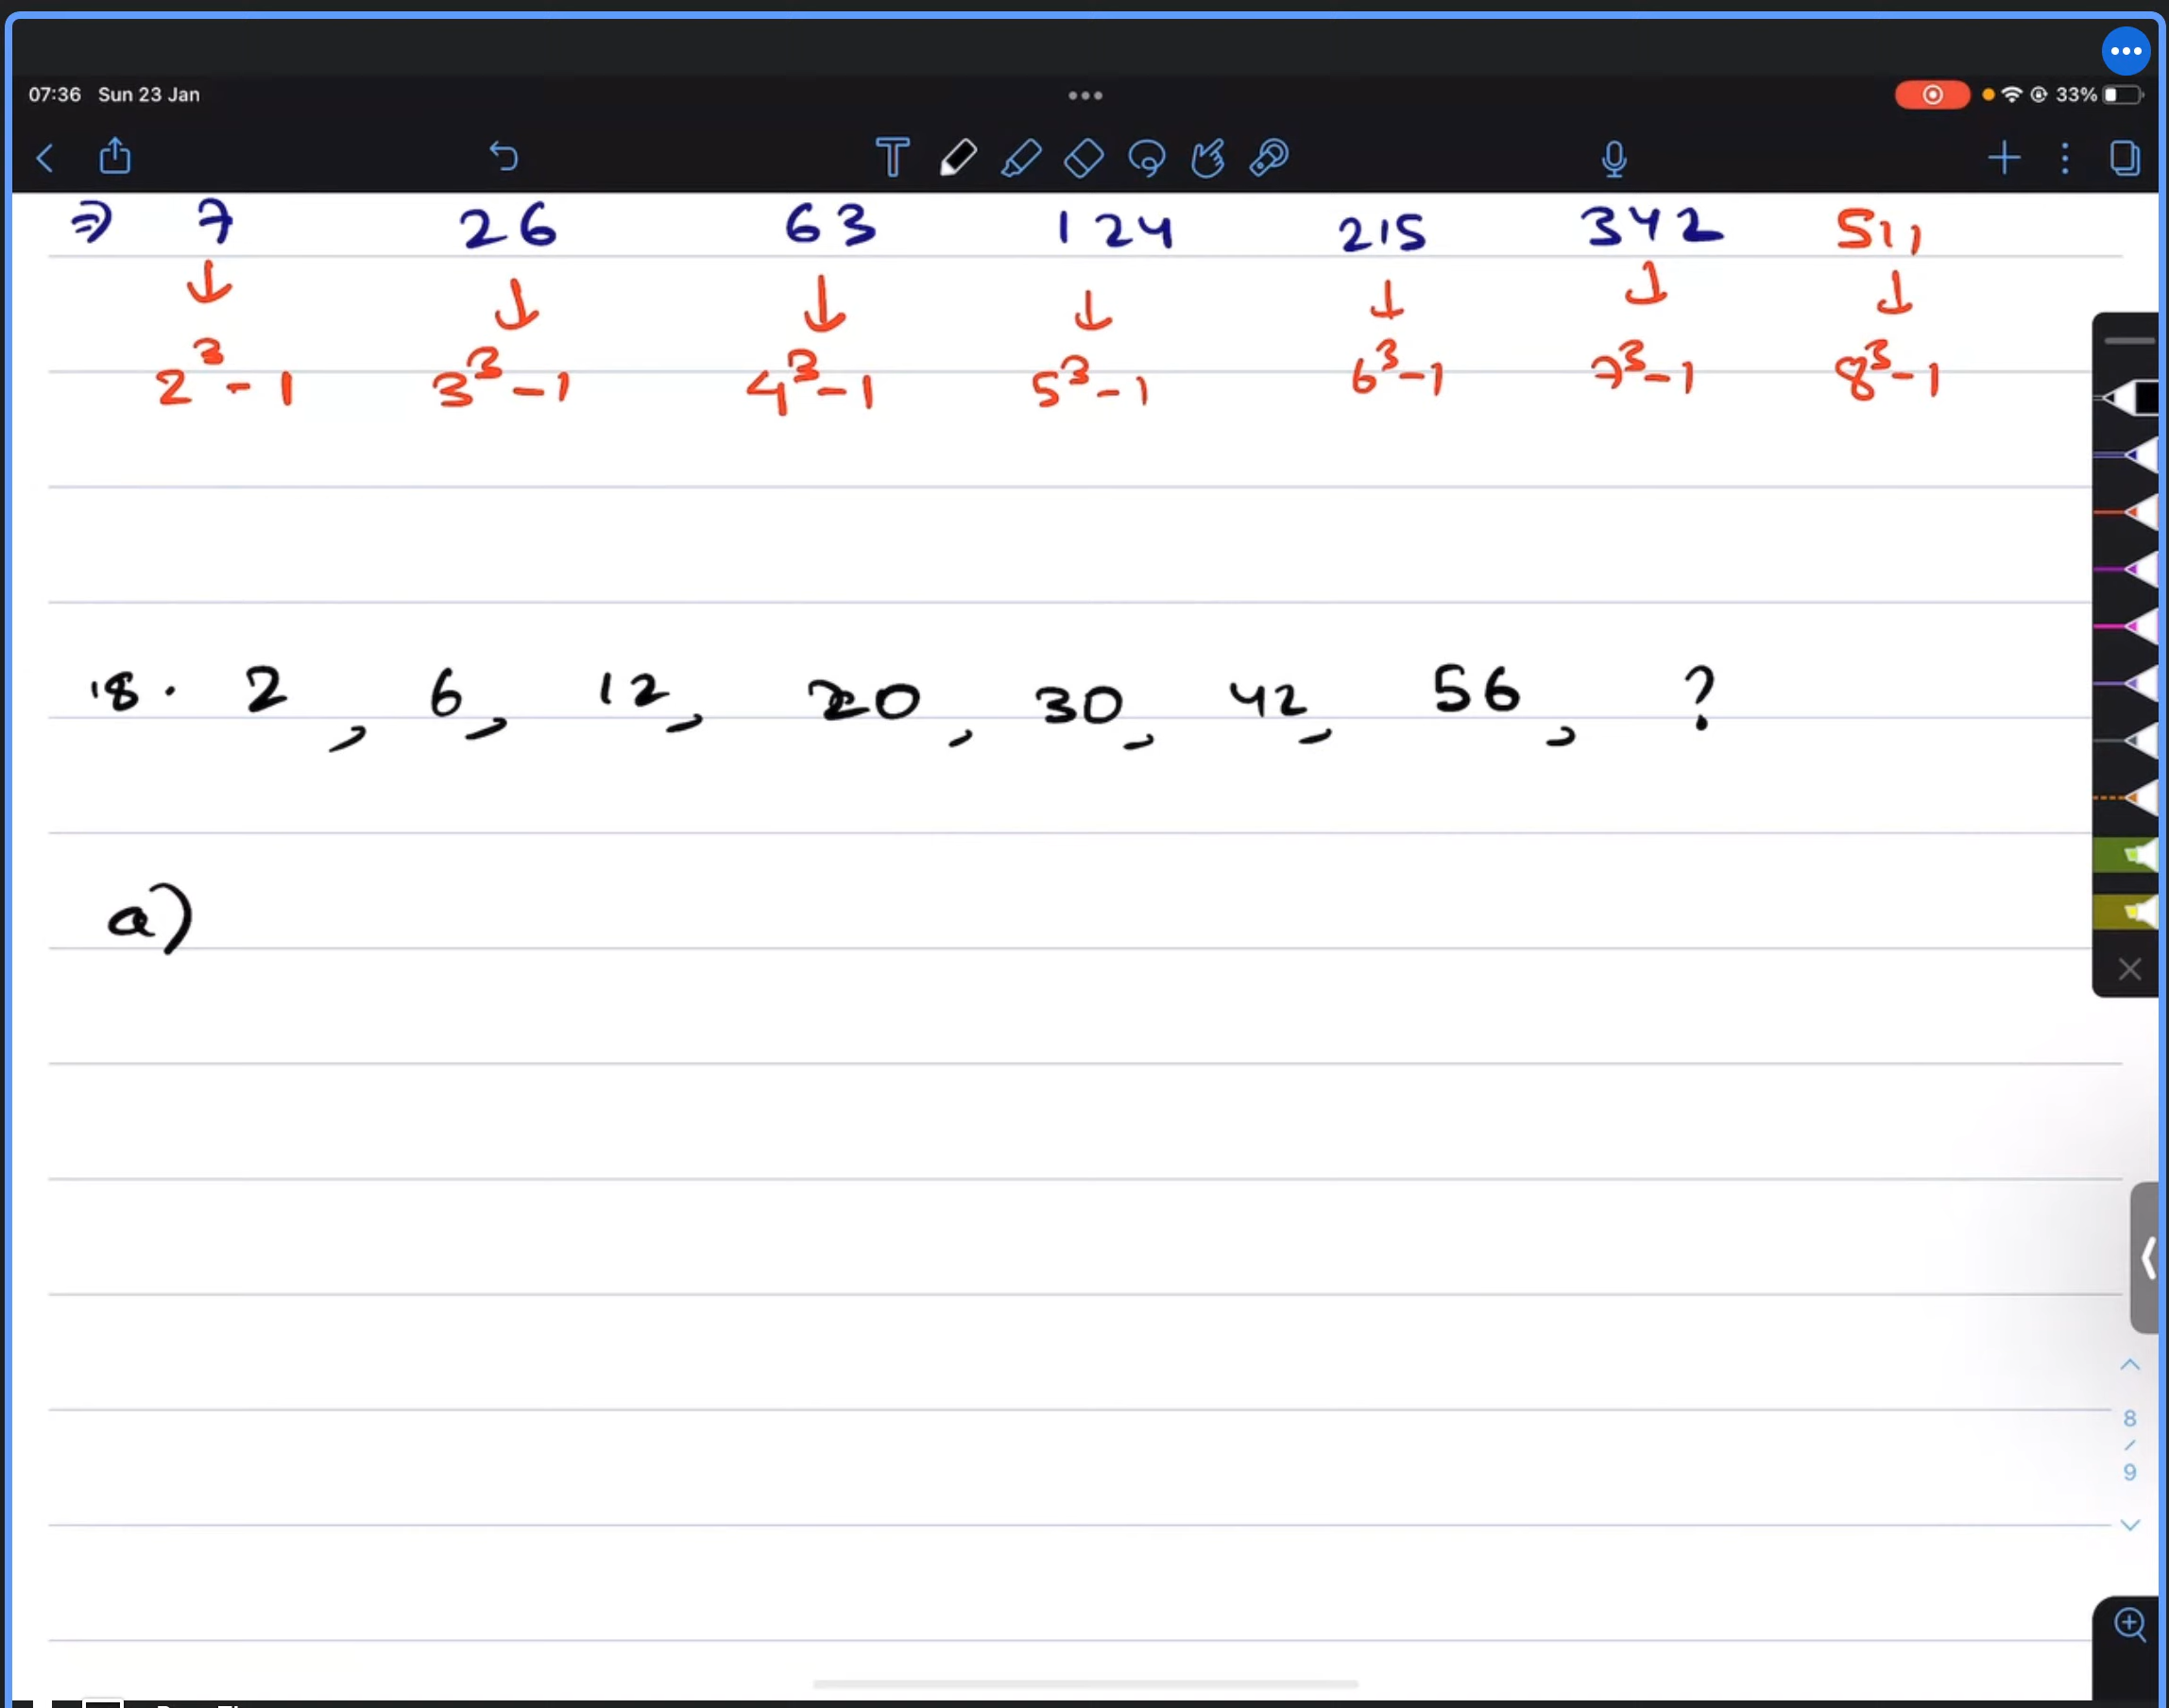 07:36 Sun 23 Jan 33%
⇒ 7 26 63 124 215 342 511
↓ ↓ ↓ ↓ ↓ ↓ ↓
2³-1 3³-1 4³-1 5³-1 6³-1 7³-1 8³-1
18. 2, 6, 12, 20, 30, 42, 56, ?
a)
8
/
9